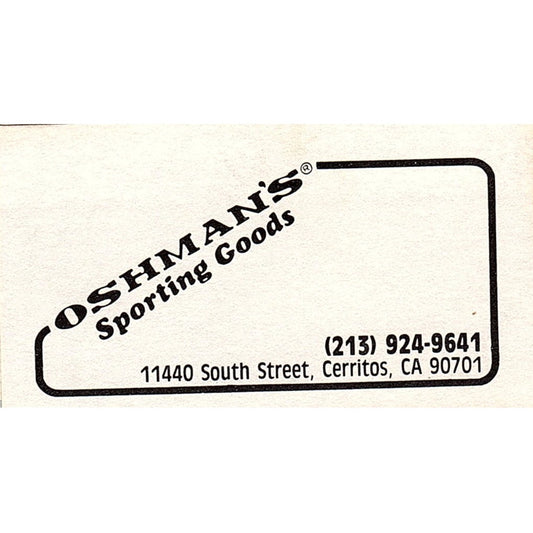 OSHMAN'S®
Sporting Goods
(213) 924-9641
11440 South Street, Cerritos, CA 90701